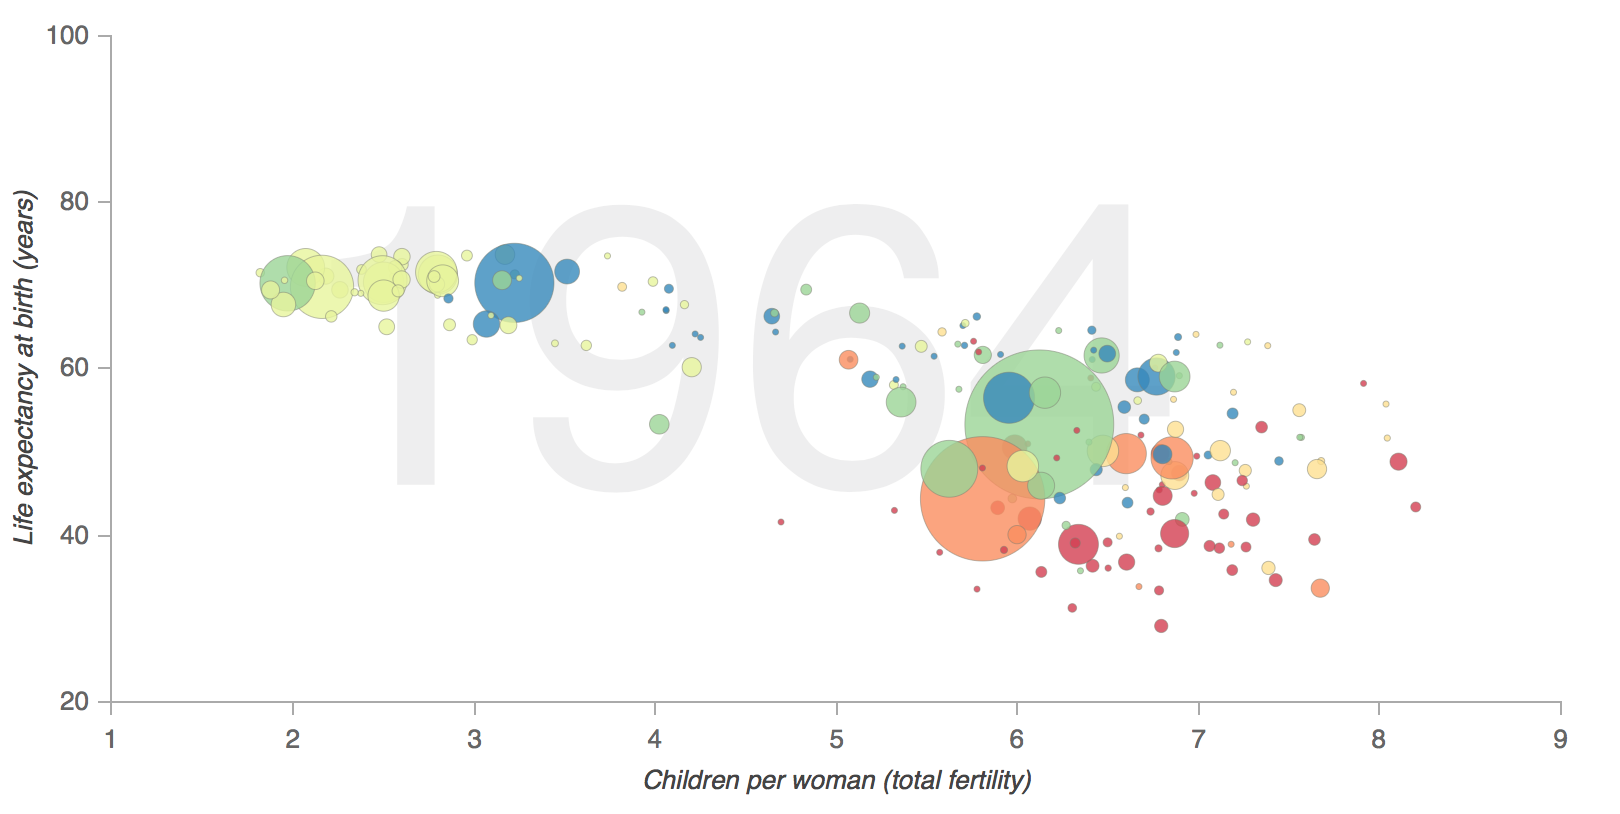 100
80
60
40
20
1964
Life expectancy at birth (years)
1 2 3 4 5 6 7 8 9
Children per woman (total fertility)